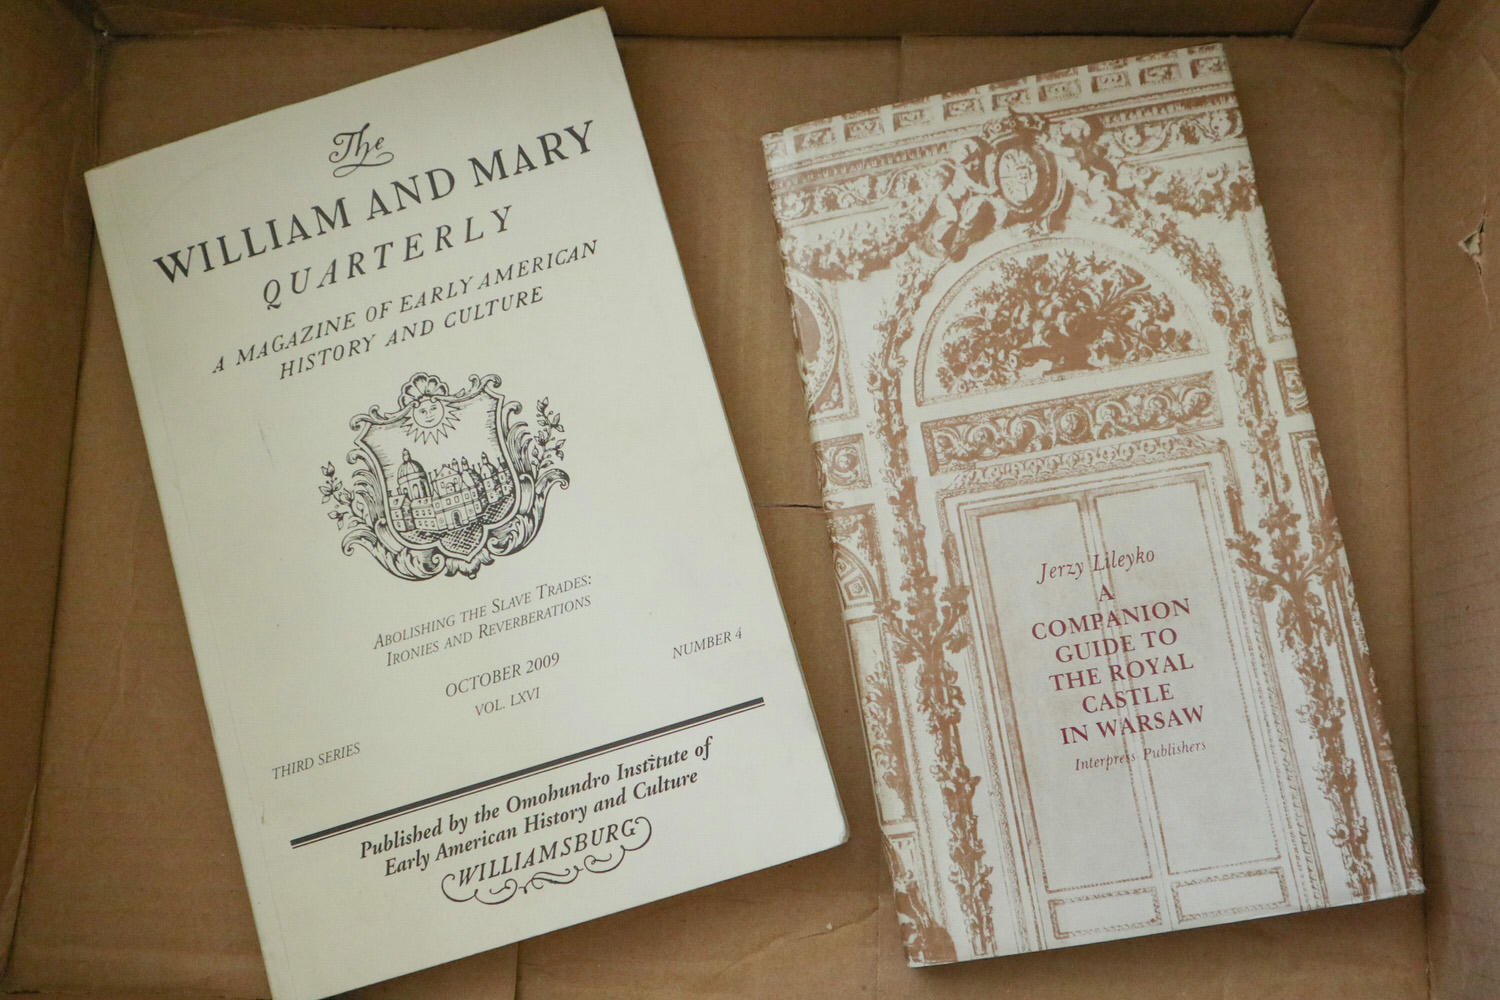 The
WILLIAM AND MARY
QUARTERLY
A MAGAZINE OF EARLY AMERICAN
HISTORY AND CULTURE
ABOLISHING THE SLAVE TRADES:
IRONIES AND REVERBERATIONS
OCTOBER 2009
VOL. LXVI
NUMBER 4
THIRD SERIES
Published by the Omohundro Institute of
Early American History and Culture
WILLIAMSBURG
Jerzy Lileyko
A
COMPANION
GUIDE TO
THE ROYAL
CASTLE
IN WARSAW
Interpress Publishers